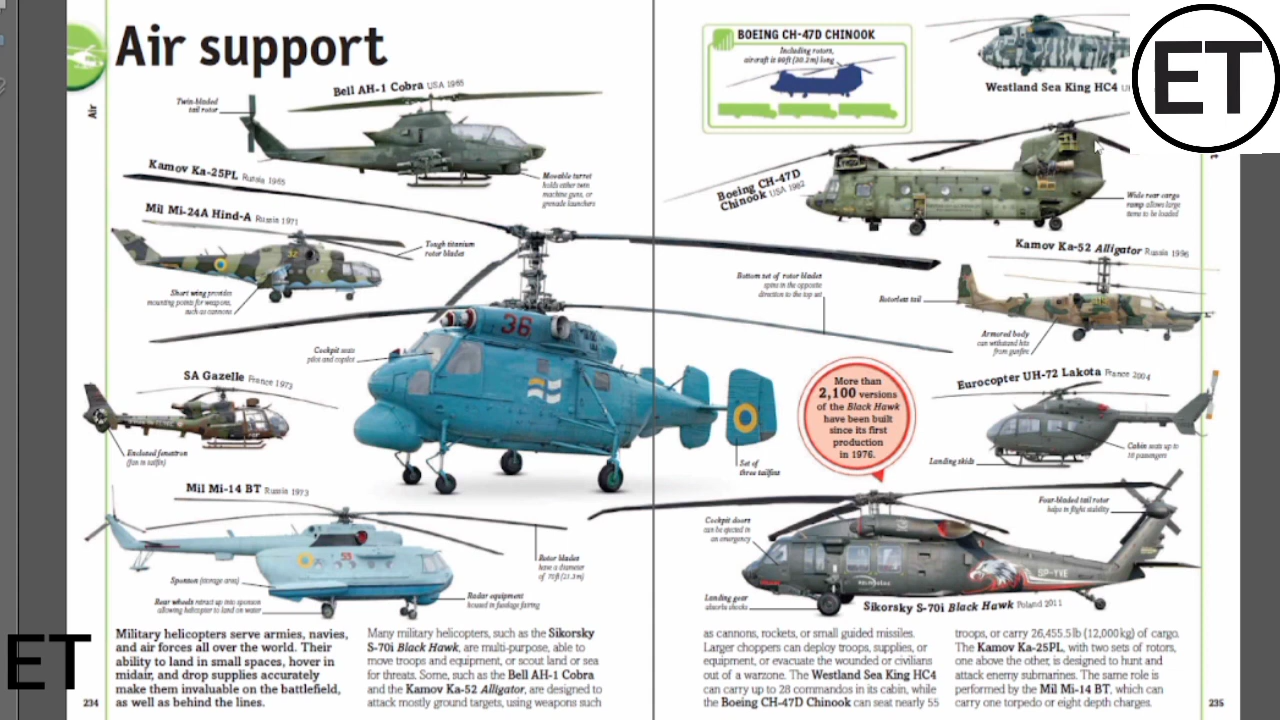 Air support
Air
Bell AH-1 Cobra USA 1965
Twin-bladed
tail rotor
Movable turret
holds either twin
machine guns, or
grenade launchers
Kamov Ka-25PL Russia 1965
Mil Mi-24A Hind-A Russia 1971
Tough titanium
rotor blades
Short wing provides
mounting points for weapons,
such as cannons
Cockpit seats
pilot and copilot
36
SA Gazelle France 1973
Enclosed fenestron
(fan in tailfin)
Set of
three tailfins
Mil Mi-14 BT Russia 1973
Sponson (storage area)
Rear wheels retract up into sponson
allowing helicopter to land on water
55
Rotor blades
have a diameter
of 70ft (21.3m)
Radar equipment
housed in fuselage fairing
Military helicopters serve armies, navies,
and air forces all over the world. Their
ability to land in small spaces, hover in
midair, and drop supplies accurately
make them invaluable on the battlefield,
as well as behind the lines.
Many military helicopters, such as the Sikorsky
S-70i Black Hawk, are multi-purpose, able to
move troops and equipment, or scout land or sea
for threats. Some, such as the Bell AH-1 Cobra
and the Kamov Ka-52 Alligator, are designed to
attack mostly ground targets, using weapons such
234
ET
BOEING CH-47D CHINOOK
Including rotors,
aircraft is 99ft (30.2m) long
Westland Sea King HC4
ET
Boeing CH-47D
Chinook USA 1982
Wide rear cargo
ramp allows large
items to be loaded
Kamov Ka-52 Alligator Russia 1996
Bottom set of rotor blades
spins in the opposite
direction to the top set
Rotorless tail
Armored body
can withstand hits
from gunfire
More than
2,100 versions
of the Black Hawk
have been built
since its first
production
in 1976.
Eurocopter UH-72 Lakota France 2004
Landing skids
Cabin seats up to
10 passengers
Four-bladed tail rotor
helps in flight stability
Cockpit doors
can be ejected in
an emergency
Landing gear
absorbs shocks
SP-YVE
Sikorsky S-70i Black Hawk Poland 2011
as cannons, rockets, or small guided missiles.
Larger choppers can deploy troops, supplies, or
equipment, or evacuate the wounded or civilians
out of a warzone. The Westland Sea King HC4
can carry up to 28 commandos in its cabin, while
the Boeing CH-47D Chinook can seat nearly 55
troops, or carry 26,455.5 lb (12,000 kg) of cargo.
The Kamov Ka-25PL, with two sets of rotors,
one above the other, is designed to hunt and
attack enemy submarines. The same role is
performed by the Mil Mi-14 BT, which can
carry one torpedo or eight depth charges.
235